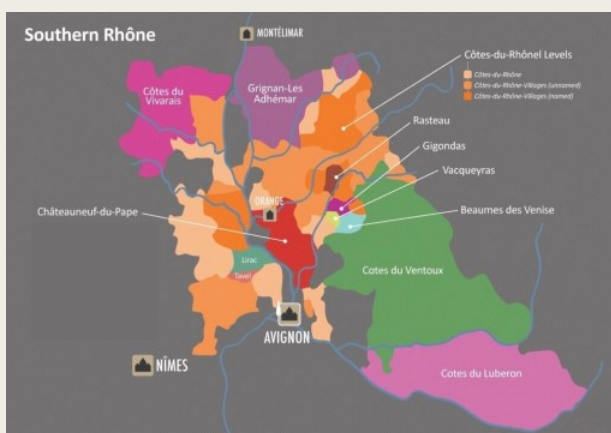 Southern Rhône
MONTÉLIMAR
Côtes du
Vivarais
Grignan-Les
Adhémar
Côtes-du-Rhônel Levels
Côtes-du-Rhône
Côtes-du-Rhône-Villages (unnamed)
Côtes-du-Rhône-Villages (named)
Rasteau
Gigondas
Vacqueyras
Beaumes des Venise
ORANGE
Châteauneuf-du-Pape
Lirac
Tavel
Cotes du Ventoux
AVIGNON
NÎMES
Cotes du Luberon